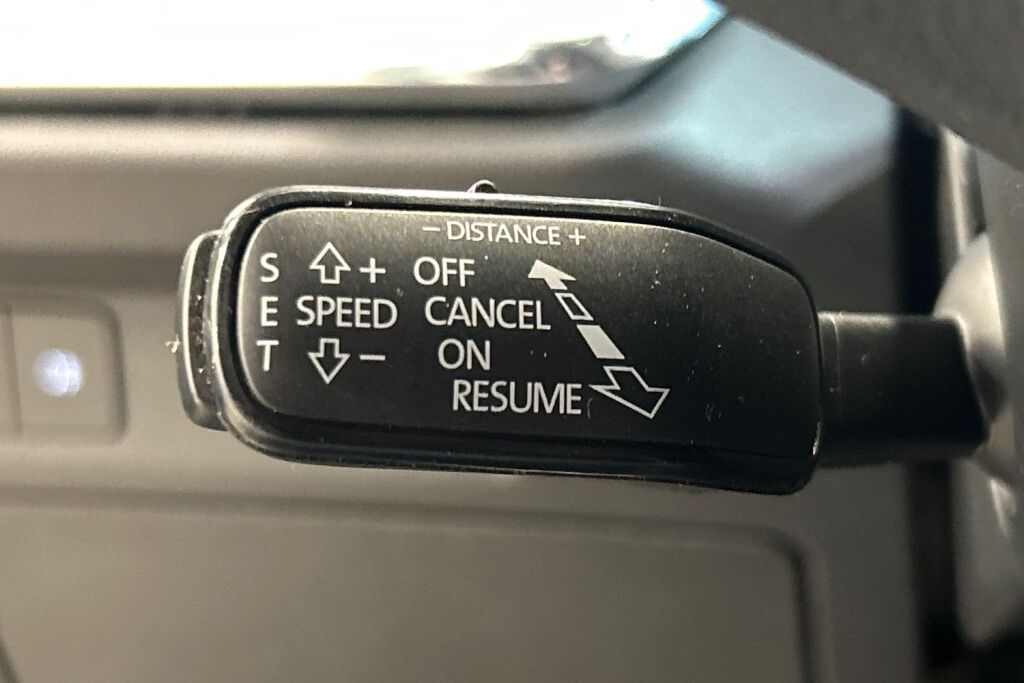 − DISTANCE +
S + OFF
E SPEED CANCEL
T − ON
RESUME